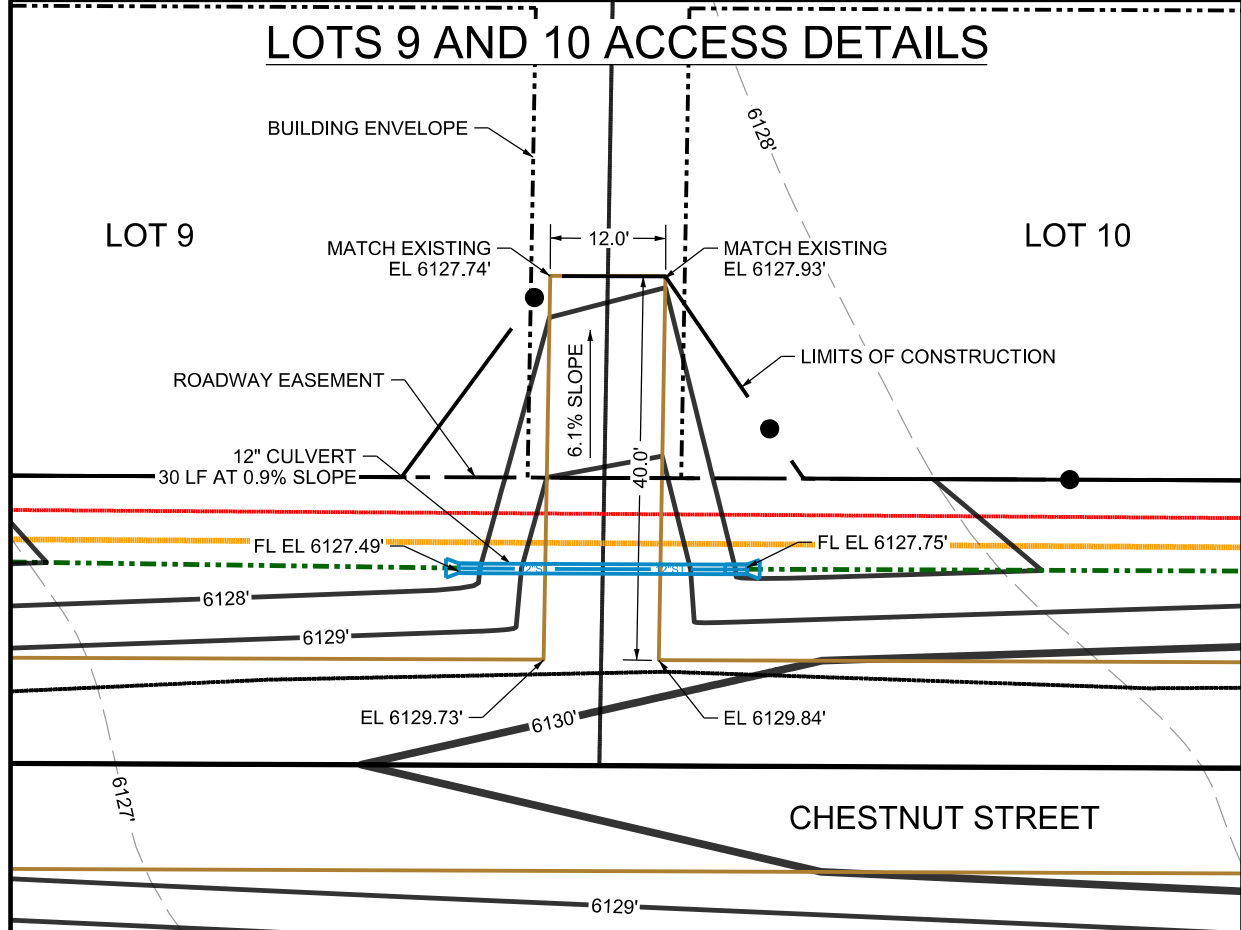 LOTS 9 AND 10 ACCESS DETAILS
BUILDING ENVELOPE
6128'
LOT 9
LOT 10
12.0'
MATCH EXISTING
EL 6127.74'
MATCH EXISTING
EL 6127.93'
6.1% SLOPE
LIMITS OF CONSTRUCTION
ROADWAY EASEMENT
40.0'
12" CULVERT
30 LF AT 0.9% SLOPE
FL EL 6127.49'
FL EL 6127.75'
6128'
6129'
EL 6129.73'
6130'
EL 6129.84'
6127'
CHESTNUT STREET
6129'